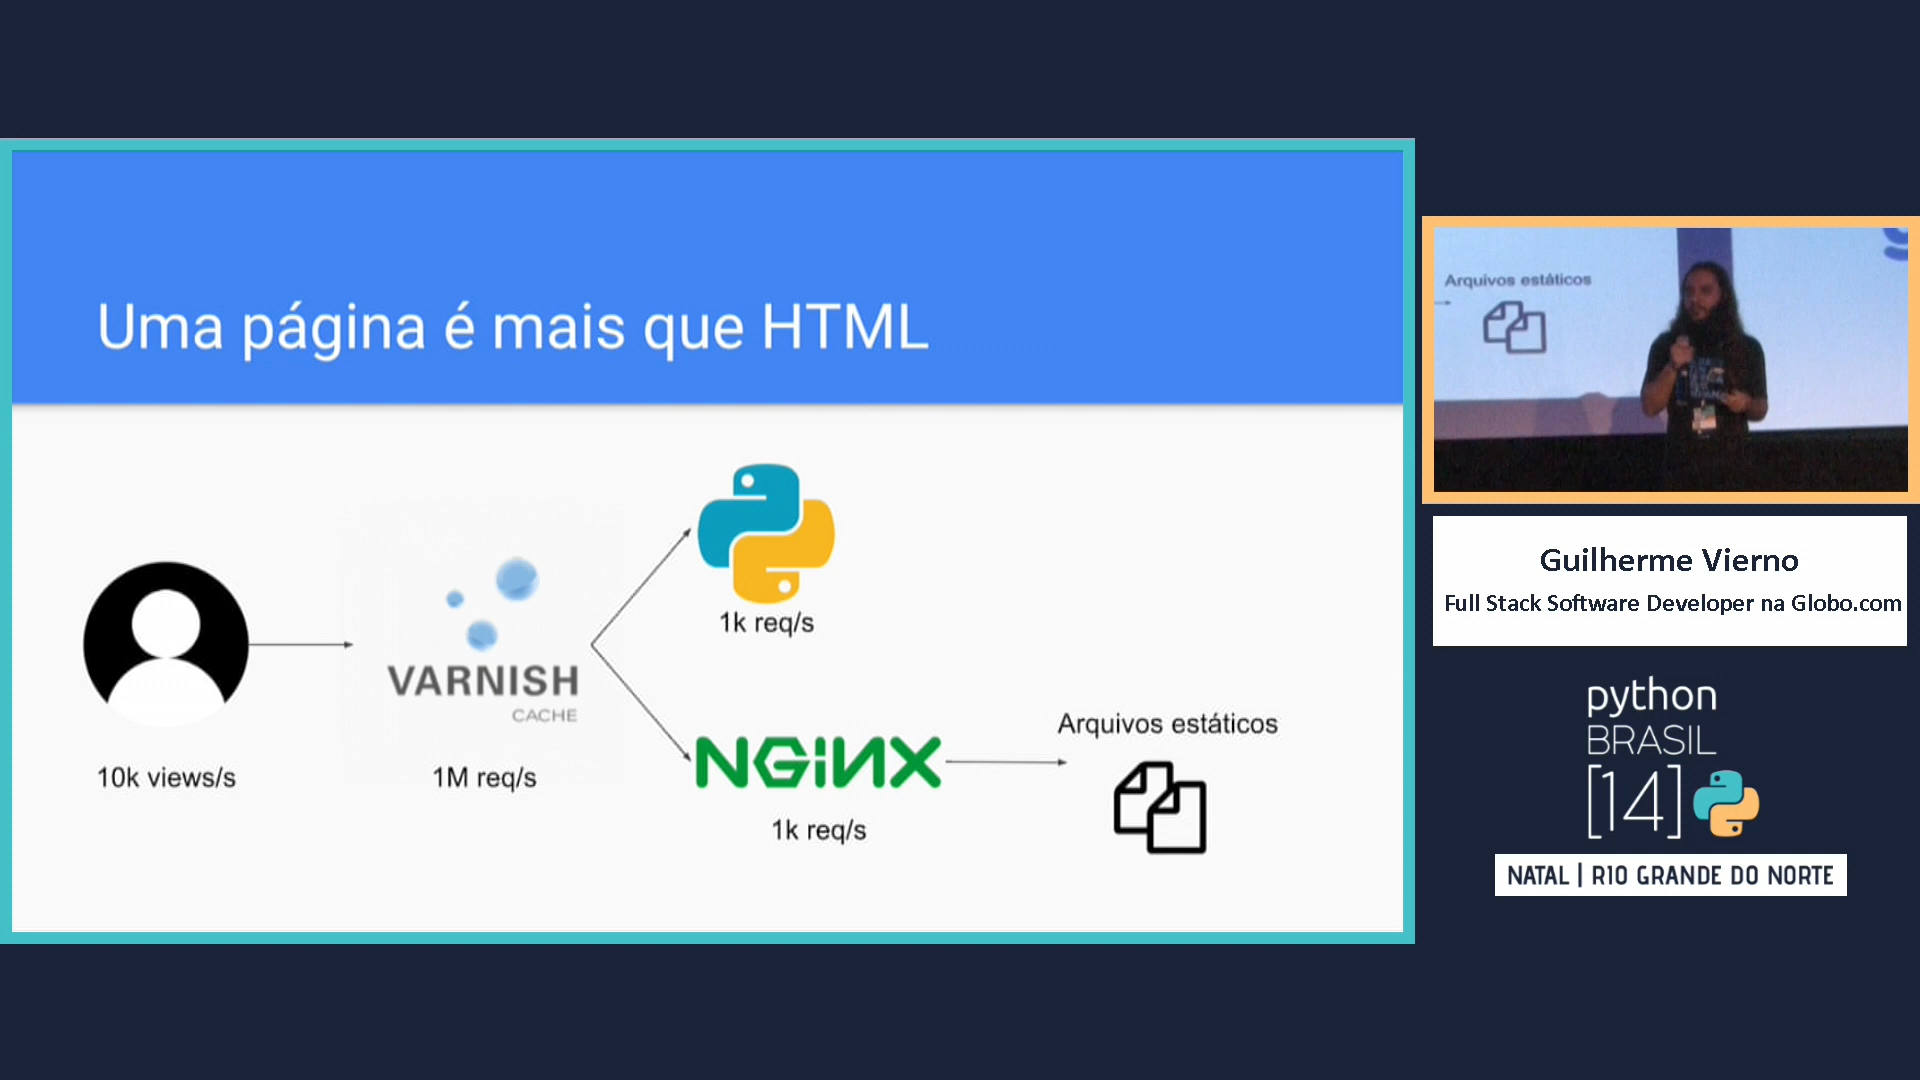 Uma página é mais que HTML
10k views/s
VARNISH
CACHE
1M req/s
1k req/s
NGiNX
1k req/s
Arquivos estáticos
Arquivos estáticos
Guilherme Vierno
Full Stack Software Developer na Globo.com
python
BRASIL
[14]
NATAL | RIO GRANDE DO NORTE